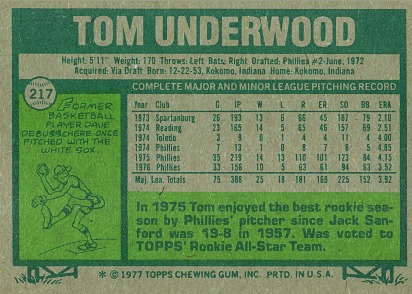 TOM UNDERWOOD
Height: 5'11" Weight: 170 Throws: Left Bats: Right Drafted: Phillies #2-June, 1972
Acquired: Via Draft Born: 12-22-53, Kokomo, Indiana Home: Kokomo, Indiana
217
COMPLETE MAJOR AND MINOR LEAGUE PITCHING RECORD
Year Club G IP W L R ER SO BB ERA
1973 Spartanburg 26 193 13 6 66 45 187 79 2.10
1974 Reading 23 165 14 5 65 46 157 69 2.51
1974 Toledo 3 9 0 1 4 4 4 4 4.00
1974 Phillies 7 13 1 0 8 7 8 5 4.85
1975 Phillies 35 219 14 13 110 101 123 84 4.15
1976 Phillies 33 156 10 5 63 61 94 63 3.52
Maj. Lea. Totals 75 388 25 18 181 169 225 152 3.92
FORMER
BASKETBALL
PLAYER DAVE
DEBUSSCHERE ONCE
PITCHED WITH THE
WHITE SOX.
In 1975 Tom enjoyed the best rookie sea-
son by Phillies' pitcher since Jack San-
ford was 19-8 in 1957. Was voted to
TOPPS' Rookie All-Star Team.
* © 1977 TOPPS CHEWING GUM, INC. PRTD. IN U.S.A.